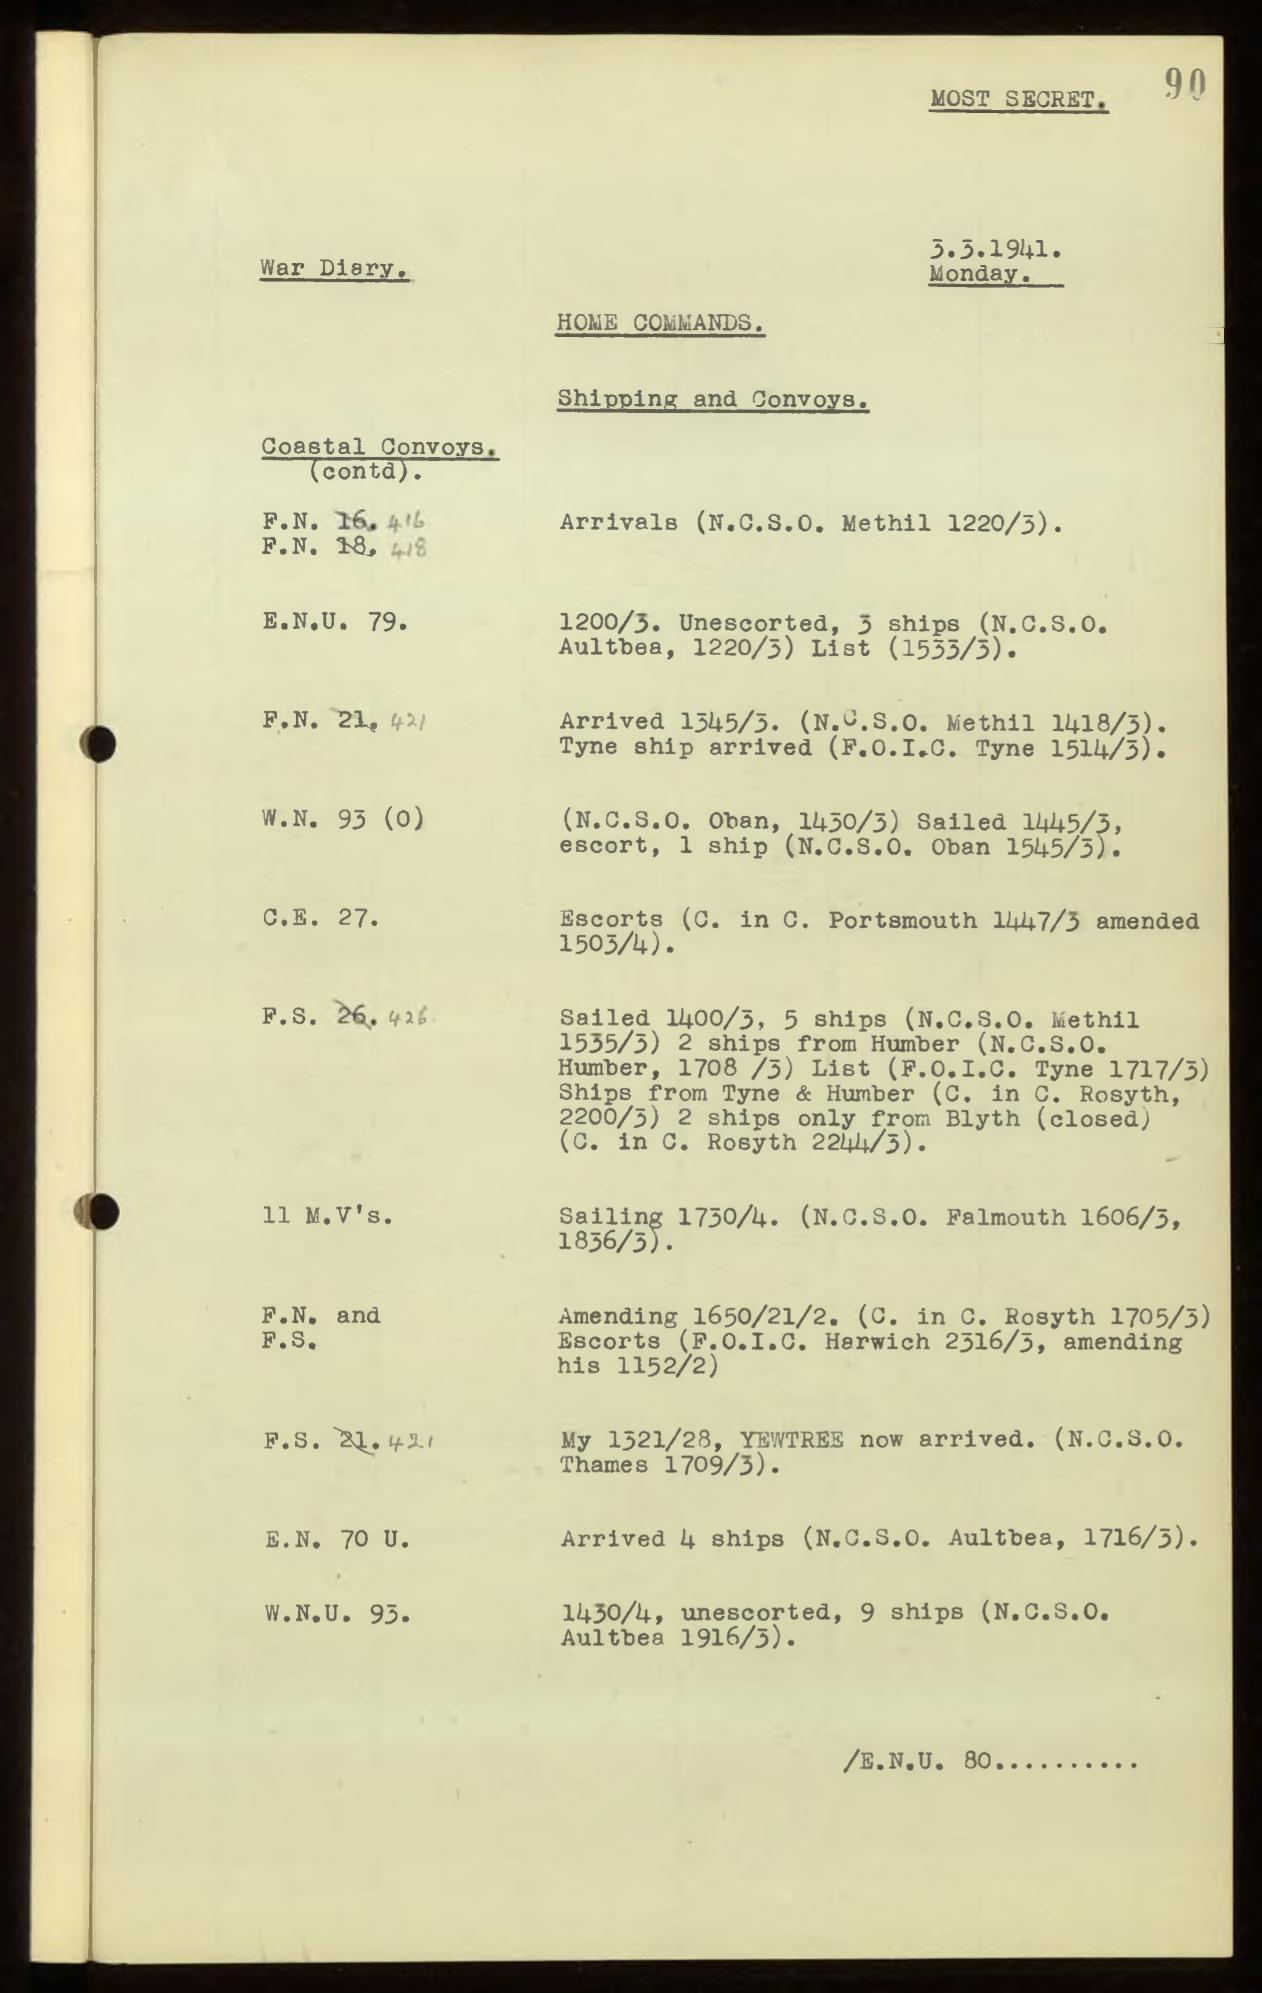 90
MOST SECRET.
3.3.1941.
War Diary.
Monday.
HOME COMMANDS.
Shipping and Convoys.
Coastal Convoys.
(contd).
F.N. 16. 416 Arrivals (N.C.S.O. Methil 1220/3).
F.N. 18. 418
E.N.U. 79. 1200/3. Unescorted, 3 ships (N.C.S.O.
Aultbea, 1220/3) List (1533/3).
F.N. 21. 421 Arrived 1345/3. (N.C.S.O. Methil 1418/3).
Tyne ship arrived (F.O.I.C. Tyne 1514/3).
W.N. 93 (O) (N.C.S.O. Oban, 1430/3) Sailed 1445/3,
escort, 1 ship (N.C.S.O. Oban 1545/3).
C.E. 27. Escorts (C. in C. Portsmouth 1447/3 amended
1503/4).
F.S. 26. 426 Sailed 1400/3, 5 ships (N.C.S.O. Methil
1535/3) 2 ships from Humber (N.C.S.O.
Humber, 1708 /3) List (F.O.I.C. Tyne 1717/3)
Ships from Tyne & Humber (C. in C. Rosyth,
2200/3) 2 ships only from Blyth (closed)
(C. in C. Rosyth 2244/3).
11 M.V's. Sailing 1730/4. (N.C.S.O. Falmouth 1606/3,
1836/3).
F.N. and Amending 1650/21/2. (C. in C. Rosyth 1705/3)
F.S. Escorts (F.O.I.C. Harwich 2316/3, amending
his 1152/2)
F.S. 21. 421 My 1321/28, YEWTREE now arrived. (N.C.S.O.
Thames 1709/3).
E.N. 70 U. Arrived 4 ships (N.C.S.O. Aultbea, 1716/3).
W.N.U. 93. 1430/4, unescorted, 9 ships (N.C.S.O.
Aultbea 1916/3).
/E.N.U. 80..........